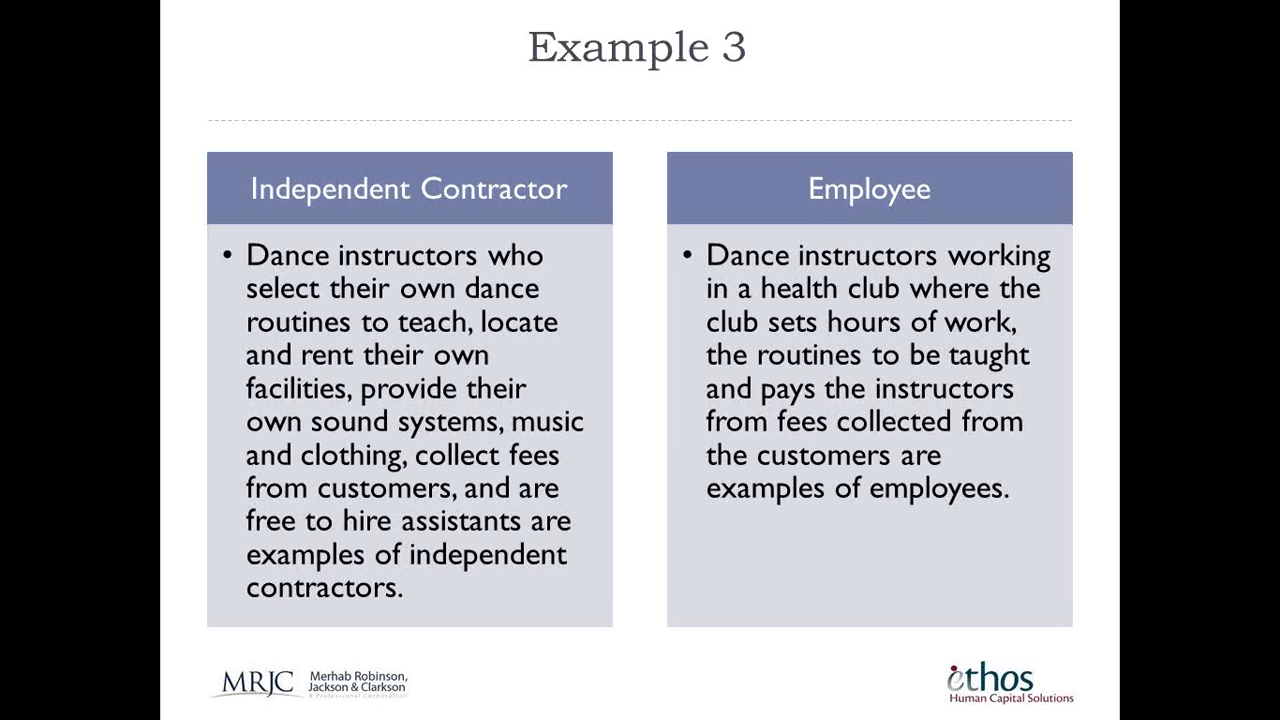 Example 3
Independent Contractor
• Dance instructors who
select their own dance
routines to teach, locate
and rent their own
facilities, provide their
own sound systems, music
and clothing, collect fees
from customers, and are
free to hire assistants are
examples of independent
contractors.
Employee
• Dance instructors working
in a health club where the
club sets hours of work,
the routines to be taught
and pays the instructors
from fees collected from
the customers are
examples of employees.
MRJC
Merhab Robinson,
Jackson & Clarkson
A Professional Corporation
ethos
Human Capital Solutions